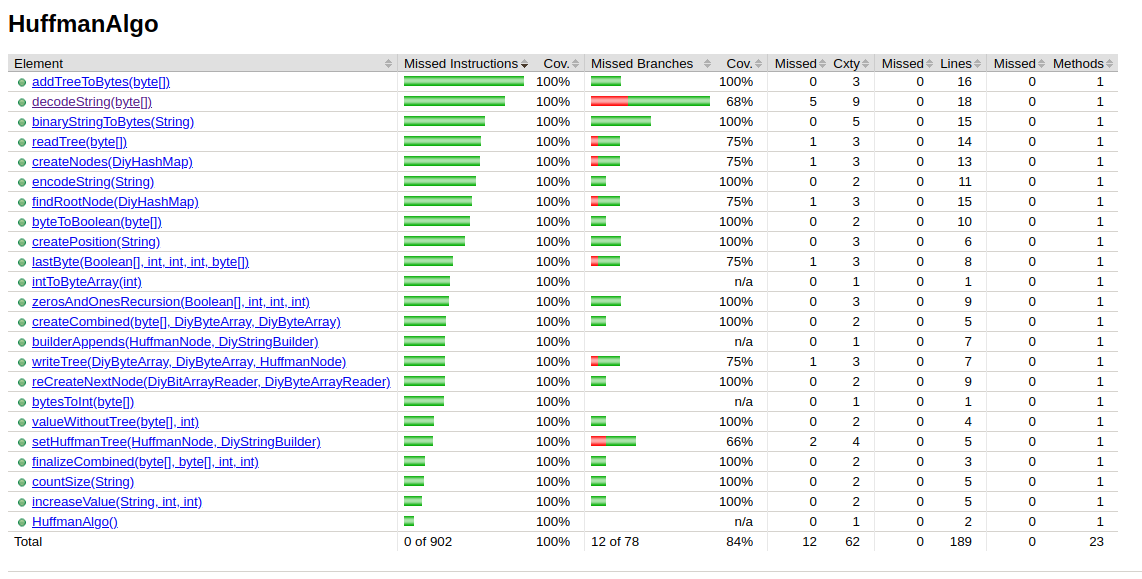 HuffmanAlgo
Element Missed Instructions Cov. Missed Branches Cov. Missed Cxty Missed Lines Missed Methods
addTreeToBytes(byte[]) 100% 100% 0 3 0 16 0 1
decodeString(byte[]) 100% 68% 5 9 0 18 0 1
binaryStringToBytes(String) 100% 100% 0 5 0 15 0 1
readTree(byte[]) 100% 75% 1 3 0 14 0 1
createNodes(DiyHashMap) 100% 75% 1 3 0 13 0 1
encodeString(String) 100% 100% 0 2 0 11 0 1
findRootNode(DiyHashMap) 100% 75% 1 3 0 15 0 1
byteToBoolean(byte[]) 100% 100% 0 2 0 10 0 1
createPosition(String) 100% 100% 0 3 0 6 0 1
lastByte(Boolean[], int, int, int, byte[]) 100% 75% 1 3 0 8 0 1
intToByteArray(int) 100% n/a 0 1 0 1 0 1
zerosAndOnesRecursion(Boolean[], int, int, int) 100% 100% 0 3 0 9 0 1
createCombined(byte[], DiyByteArray, DiyByteArray) 100% 100% 0 2 0 5 0 1
builderAppends(HuffmanNode, DiyStringBuilder) 100% n/a 0 1 0 7 0 1
writeTree(DiyByteArray, DiyByteArray, HuffmanNode) 100% 75% 1 3 0 7 0 1
reCreateNextNode(DiyBitArrayReader, DiyByteArrayReader) 100% 100% 0 2 0 9 0 1
bytesToInt(byte[]) 100% n/a 0 1 0 1 0 1
valueWithoutTree(byte[], int) 100% 100% 0 2 0 4 0 1
setHuffmanTree(HuffmanNode, DiyStringBuilder) 100% 66% 2 4 0 5 0 1
finalizeCombined(byte[], byte[], int, int) 100% 100% 0 2 0 3 0 1
countSize(String) 100% 100% 0 2 0 5 0 1
increaseValue(String, int, int) 100% 100% 0 2 0 5 0 1
HuffmanAlgo() 100% n/a 0 1 0 2 0 1
Total 0 of 902 100% 12 of 78 84% 12 62 0 189 0 23